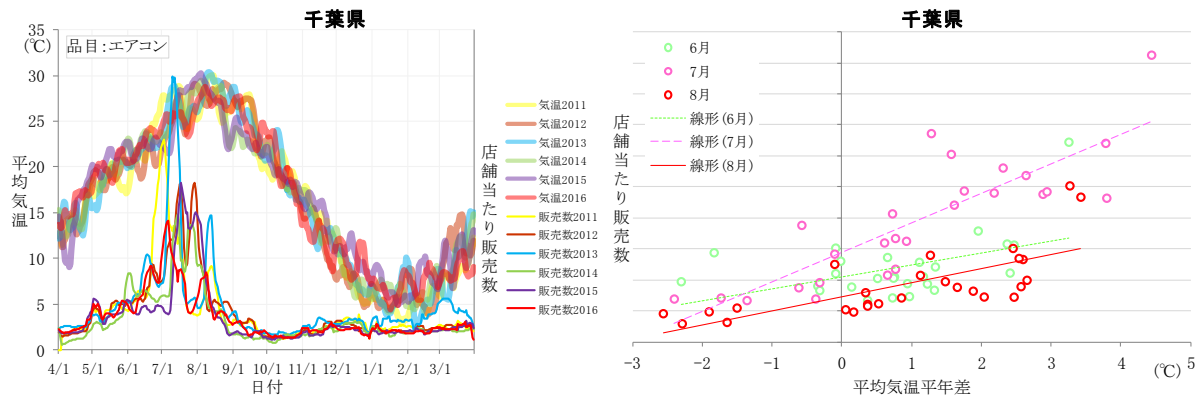 千葉県
35
(℃)
品目:エアコン
30
25
20
15
10
5
0
平均気温
4/1 5/1 6/1 7/1 8/1 9/1 10/1 11/1 12/1 1/1 2/1 3/1
日付
店舗当たり販売数
気温2011
気温2012
気温2013
気温2014
気温2015
気温2016
販売数2011
販売数2012
販売数2013
販売数2014
販売数2015
販売数2016
千葉県
6月
7月
8月
線形 (6月)
線形 (7月)
線形 (8月)
店舗当たり販売数
-3 -2 -1 0 1 2 3 4 5
(℃)
平均気温平年差